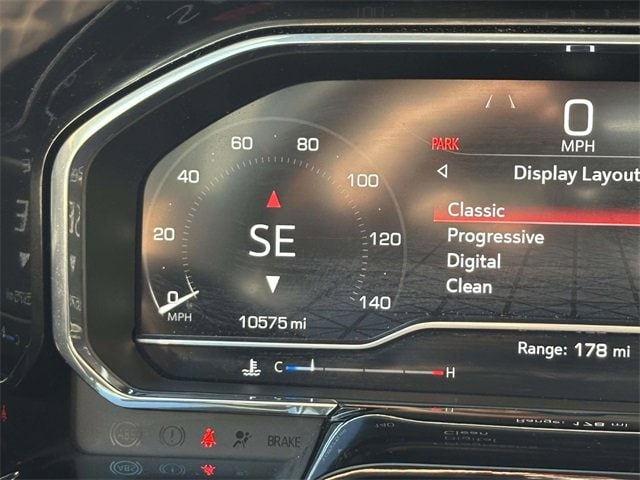 0
MPH
PARK
Display Layout
Classic
Progressive
Digital
Clean
0
20
40
60
80
100
120
140
MPH
SE
10575 mi
Range: 178 mi
C H
ABS BRAKE